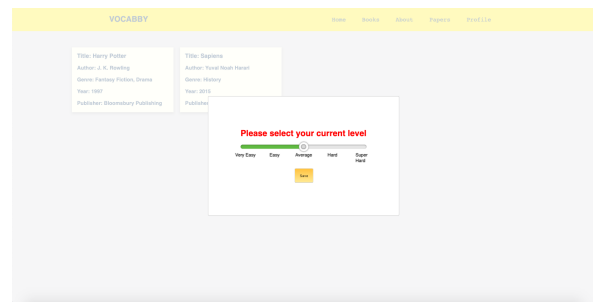 VOCABBY
Home Books About Papers Profile
Title: Harry Potter
Author: J. K. Rowling
Genre: Fantasy Fiction, Drama
Year: 1997
Publisher: Bloomsbury Publishing
Title: Sapiens
Author: Yuval Noah Harari
Genre: History
Year: 2015
Publisher
Please select your current level
Very Easy Easy Average Hard Super Hard
Save